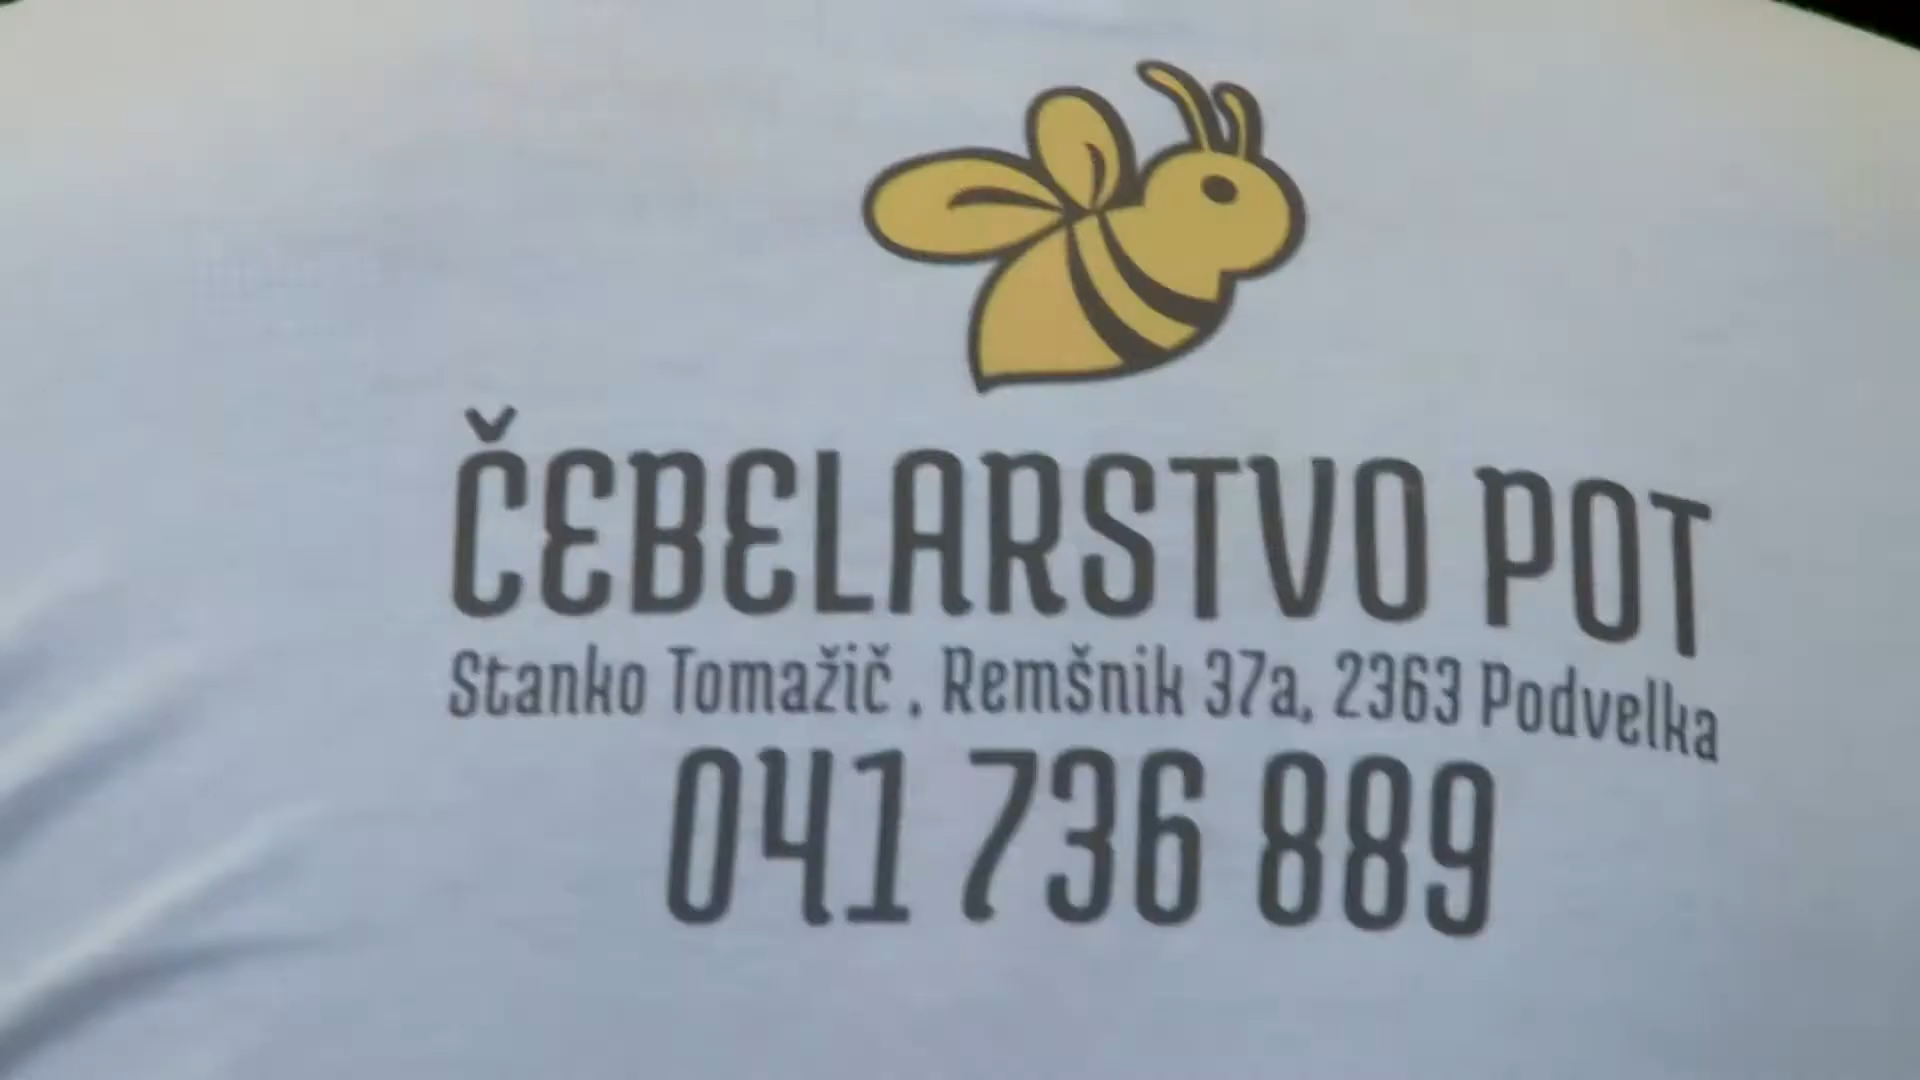 ČEBELARSTVO POT
Stanko Tomažič , Remšnik 37a, 2363 Podvelka
041 736 889